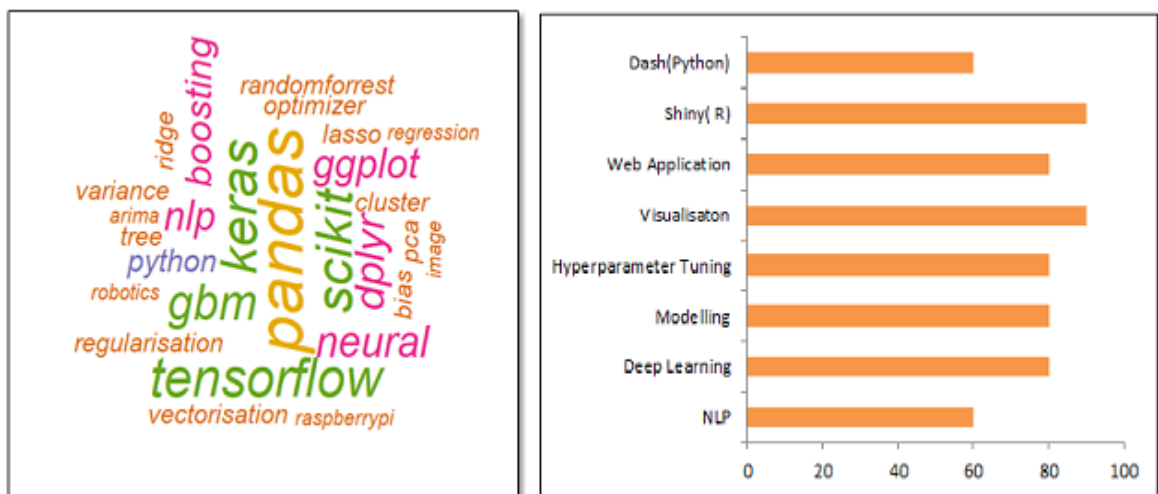 boosting
randomforrest
optimizer
ridge
lasso
regression
keras
pandas
ggplot
variance
arima
nlp
scikit
cluster
tree
dplyr
pca
image
python
bias
robotics
gbm
regularisation
neural
tensorflow
vectorisation
raspberrypi
Dash(Python)
Shiny( R)
Web Application
Visualisaton
Hyperparameter Tuning
Modelling
Deep Learning
NLP
0 20 40 60 80 100